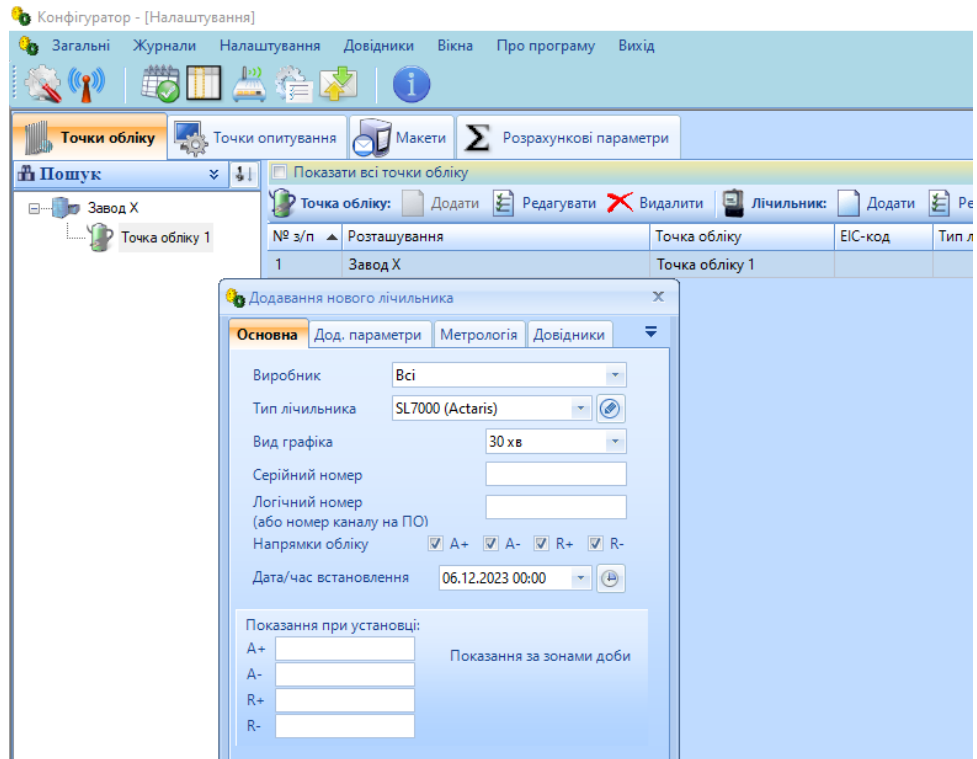 Конфігуратор - [Налаштування]
Загальні Журнали Налаштування Довідники Вікна Про програму Вихід
Точки обліку Точки опитування Макети Розрахункові параметри
Пошук
Показати всі точки обліку
Завод X
Точка обліку 1
Точка обліку: Додати Редагувати Видалити Лічильник: Додати Ре
№ з/п Розташування Точка обліку EIC-код Тип л
1 Завод X Точка обліку 1
Додавання нового лічильника
Основна Дод. параметри Метрологія Довідники
Виробник Всі
Тип лічильника SL7000 (Actaris)
Вид графіка 30 хв
Серійний номер
Логічний номер
(або номер каналу на ПО)
Напрямки обліку A+ A- R+ R-
Дата/час встановлення 06.12.2023 00:00
Показання при установці:
A+
Показання за зонами доби
A-
R+
R-